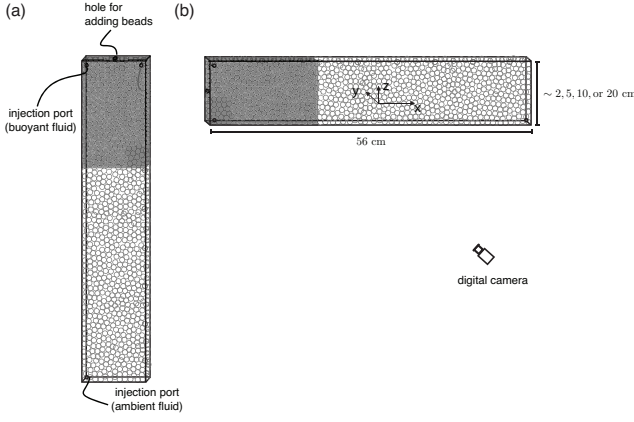 (a)
hole for
adding beads
injection port
(buoyant fluid)
injection port
(ambient fluid)
(b)
y
z
x
56 cm
~ 2, 5, 10, or 20 cm
digital camera